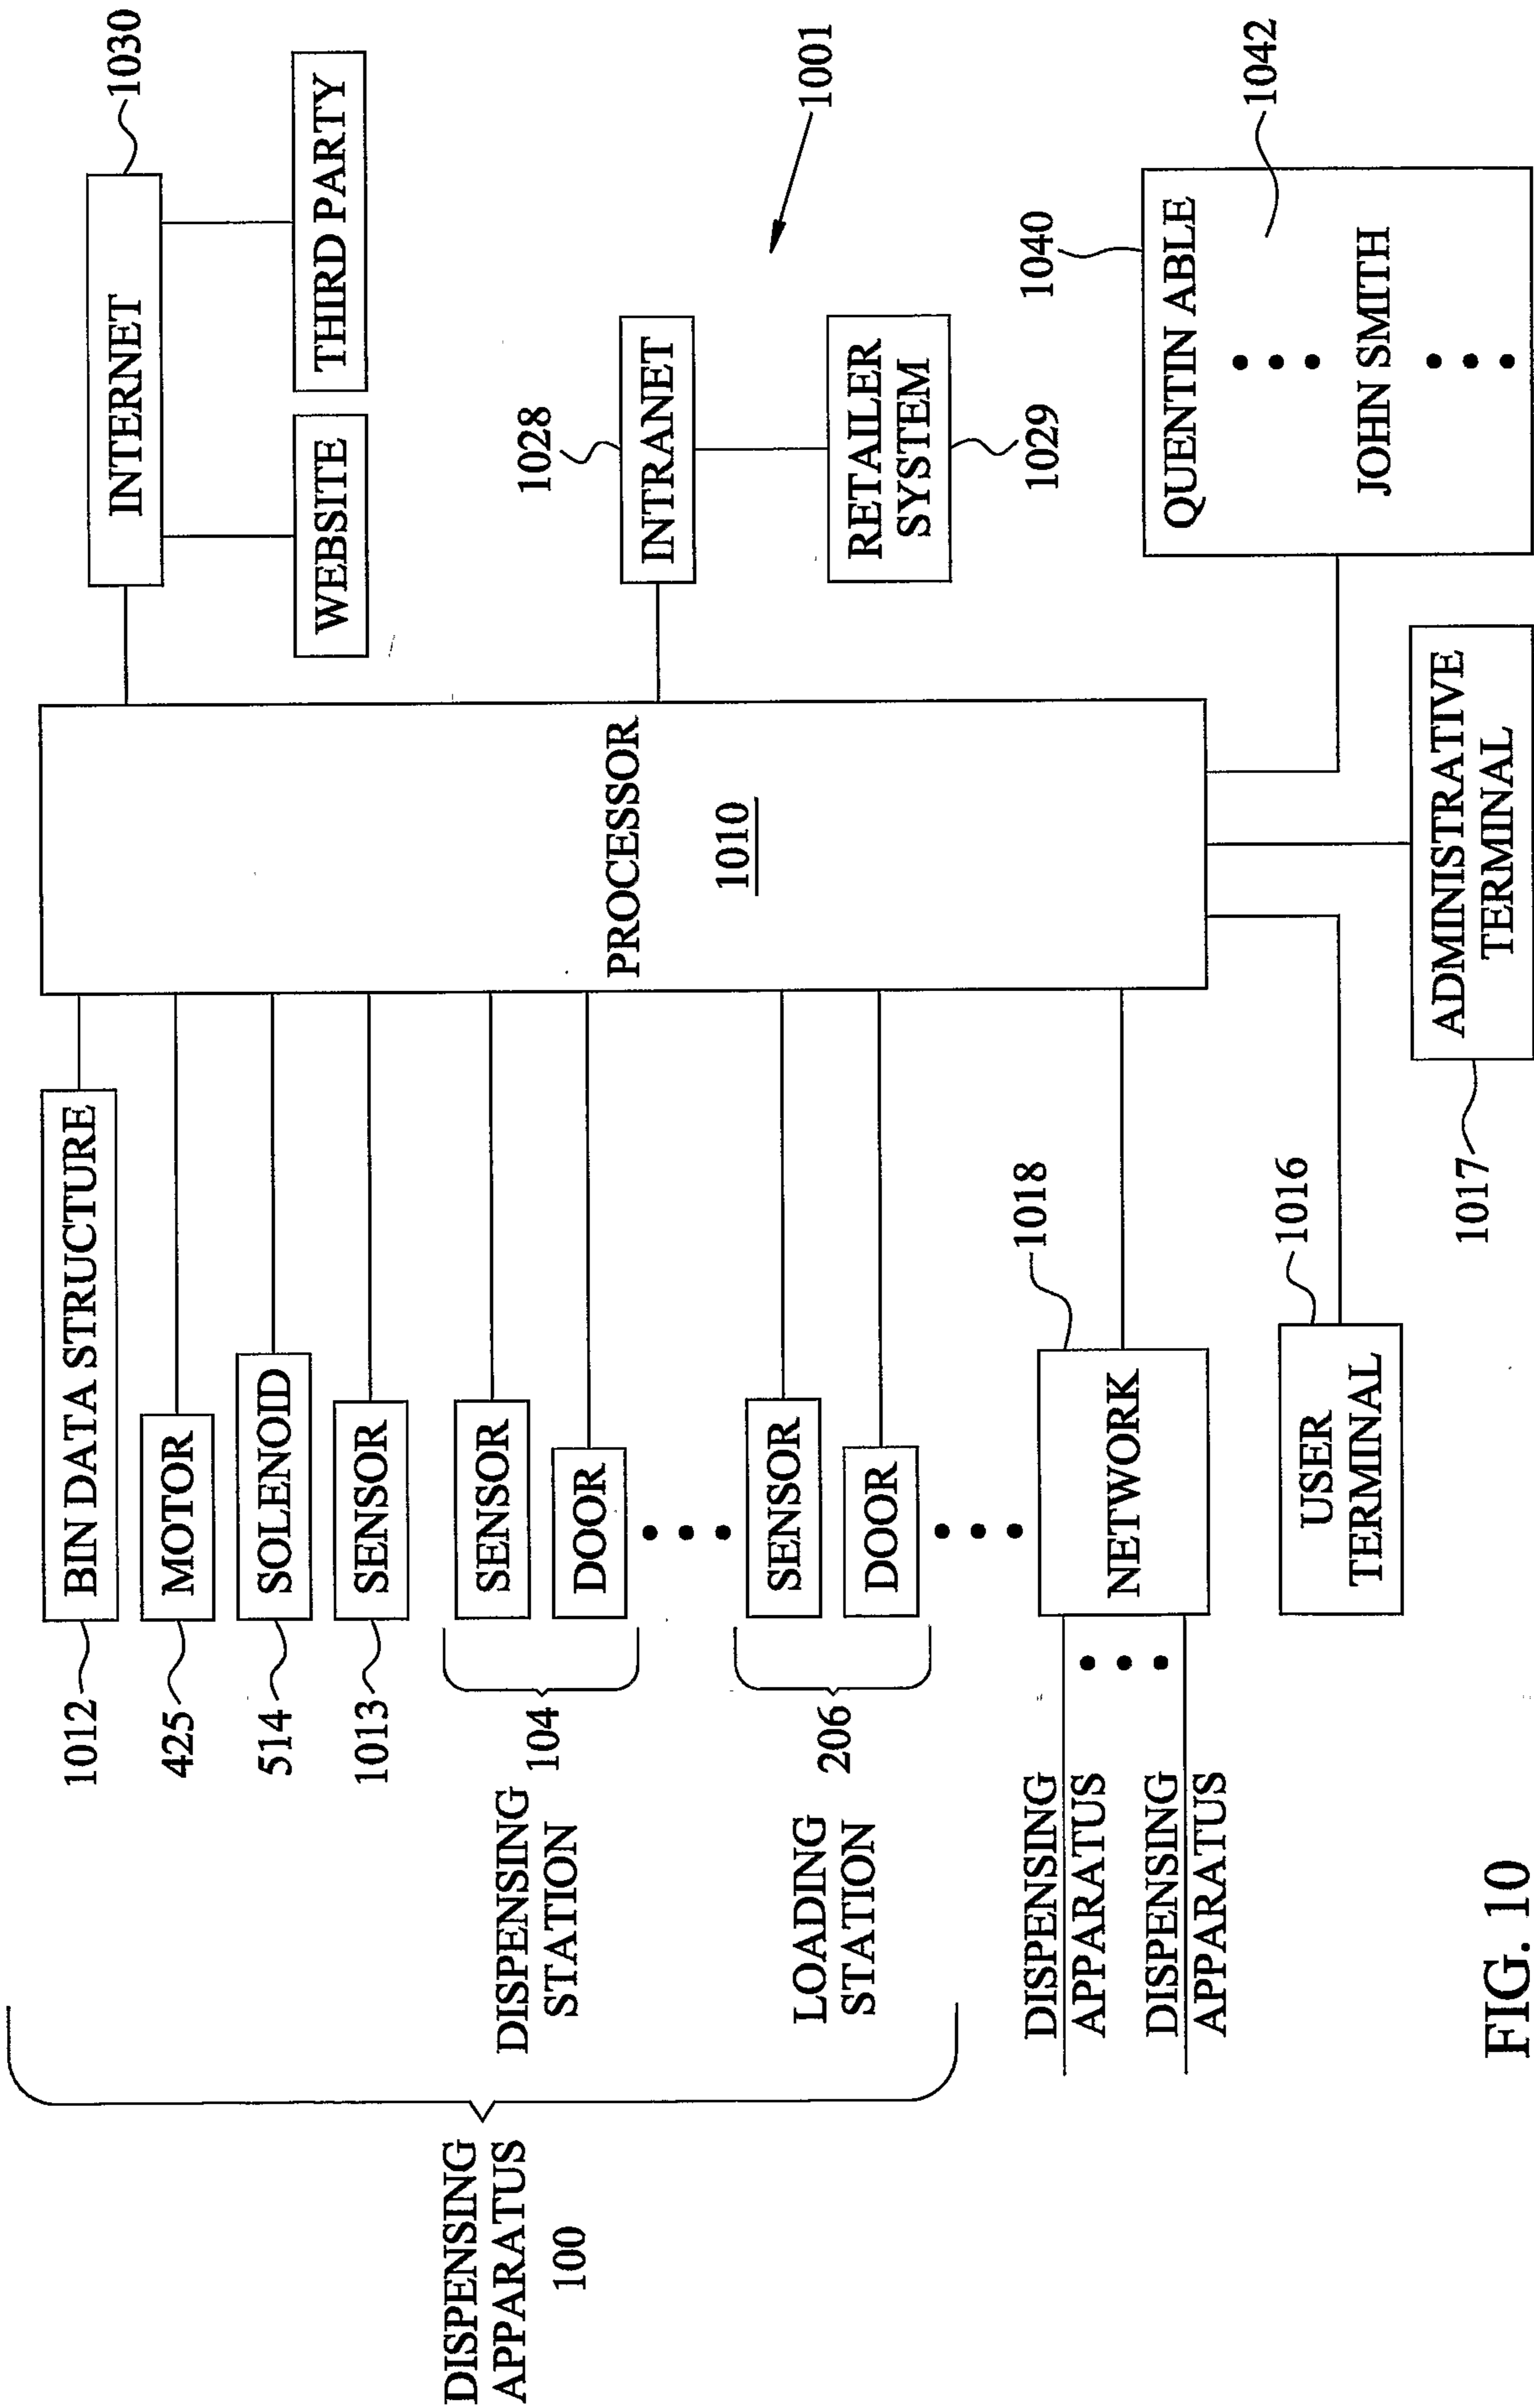 DISPENSING
APPARATUS
100
1012
BIN DATA STRUCTURE
425
MOTOR
514
SOLENOID
1013
SENSOR
DISPENSING
STATION
104
SENSOR
DOOR
LOADING
STATION
206
SENSOR
DOOR
DISPENSING
APPARATUS
DISPENSING
APPARATUS
NETWORK
1018
USER
TERMINAL
1016
1017
ADMINISTRATIVE
TERMINAL
PROCESSOR
1010
INTERNET
1030
WEBSITE
THIRD PARTY
1028
INTRANET
RETAILER
SYSTEM
1029
1001
1040
QUENTIN ABLE
1042
JOHN SMITH
FIG. 10